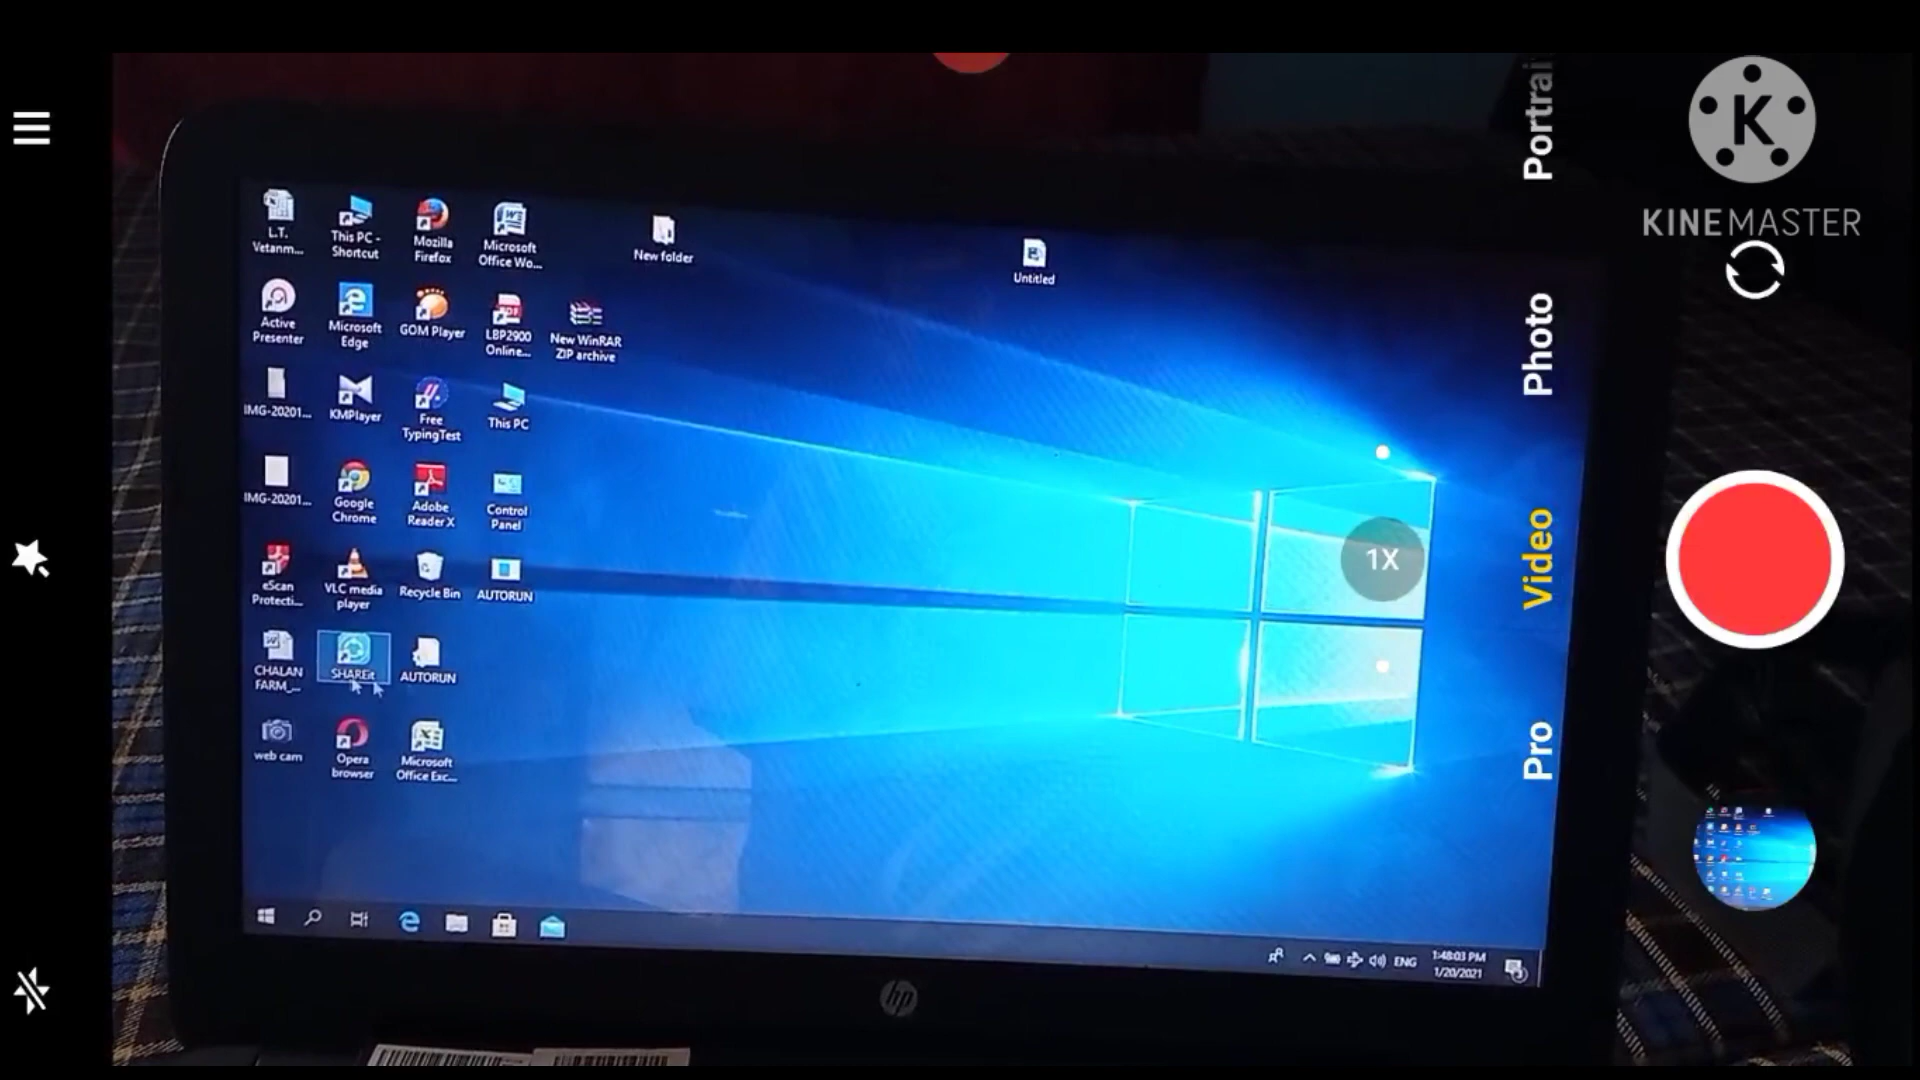 Portrai
Photo
Video
Pro
1X
K
KINEMASTER
L.T.
Vetanm...
This PC -
Shortcut
Mozilla
Firefox
Microsoft
Office Wo...
New folder
Untitled
Active
Presenter
Microsoft
Edge
GOM Player
LBP2900
Online...
New WinRAR
ZIP archive
IMG-20201...
KMPlayer
Free
TypingTest
This PC
IMG-20201...
Google
Chrome
Adobe
Reader X
Control
Panel
eScan
Protecti...
VLC media
player
Recycle Bin
AUTORUN
CHALAN
FARM_...
SHAREit
AUTORUN
web cam
Opera
browser
Microsoft
Office Exc...
ENG
1:48:03 PM
1/20/2021
hp